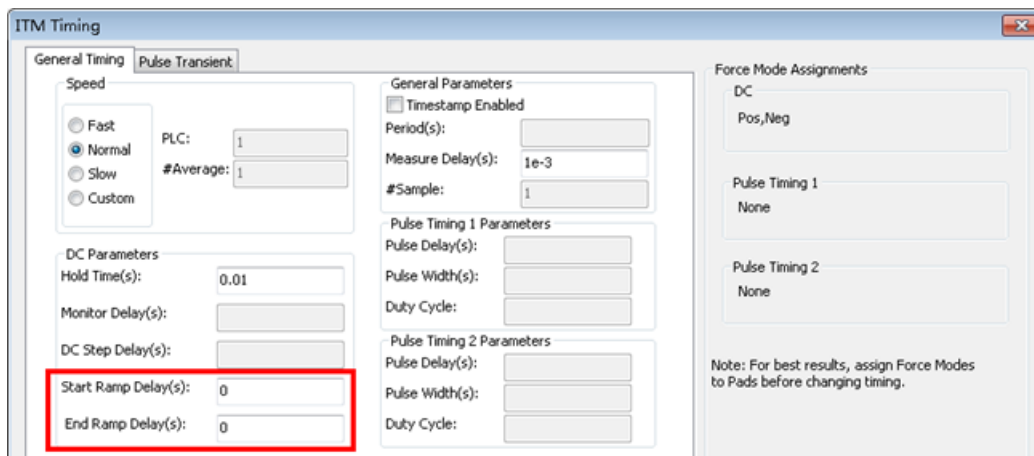 ITM Timing
General Timing
Pulse Transient
Speed
Fast
Normal
Slow
Custom
PLC:
1
#Average:
1
DC Parameters
Hold Time(s):
0.01
Monitor Delay(s):
DC Step Delay(s):
Start Ramp Delay(s):
0
End Ramp Delay(s):
0
General Parameters
Timestamp Enabled
Period(s):
Measure Delay(s):
1e-3
#Sample:
1
Pulse Timing 1 Parameters
Pulse Delay(s):
Pulse Width(s):
Duty Cycle:
Pulse Timing 2 Parameters
Pulse Delay(s):
Pulse Width(s):
Duty Cycle:
Force Mode Assignments
DC
Pos,Neg
Pulse Timing 1
None
Pulse Timing 2
None
Note: For best results, assign Force Modes
to Pads before changing timing.